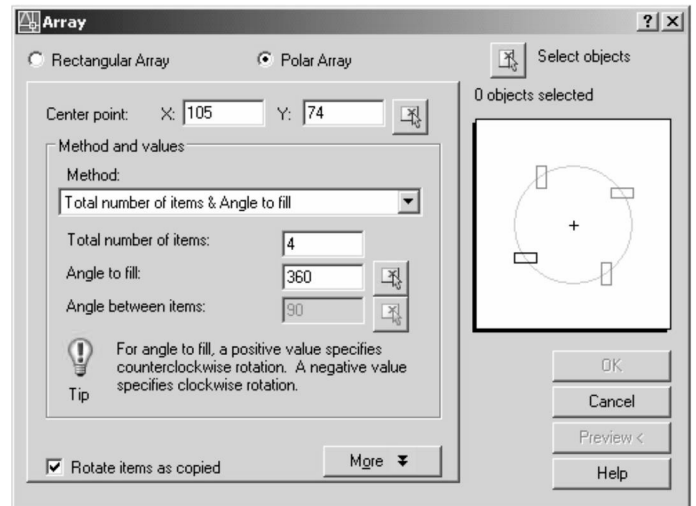 Array
Rectangular Array
Polar Array
Select objects
0 objects selected
Center point: X: 105 Y: 74
Method and values
Method:
Total number of items & Angle to fill
Total number of items: 4
Angle to fill: 360
Angle between items: 90
For angle to fill, a positive value specifies
counterclockwise rotation. A negative value
specifies clockwise rotation.
Tip
Rotate items as copied
More
OK
Cancel
Preview <
Help